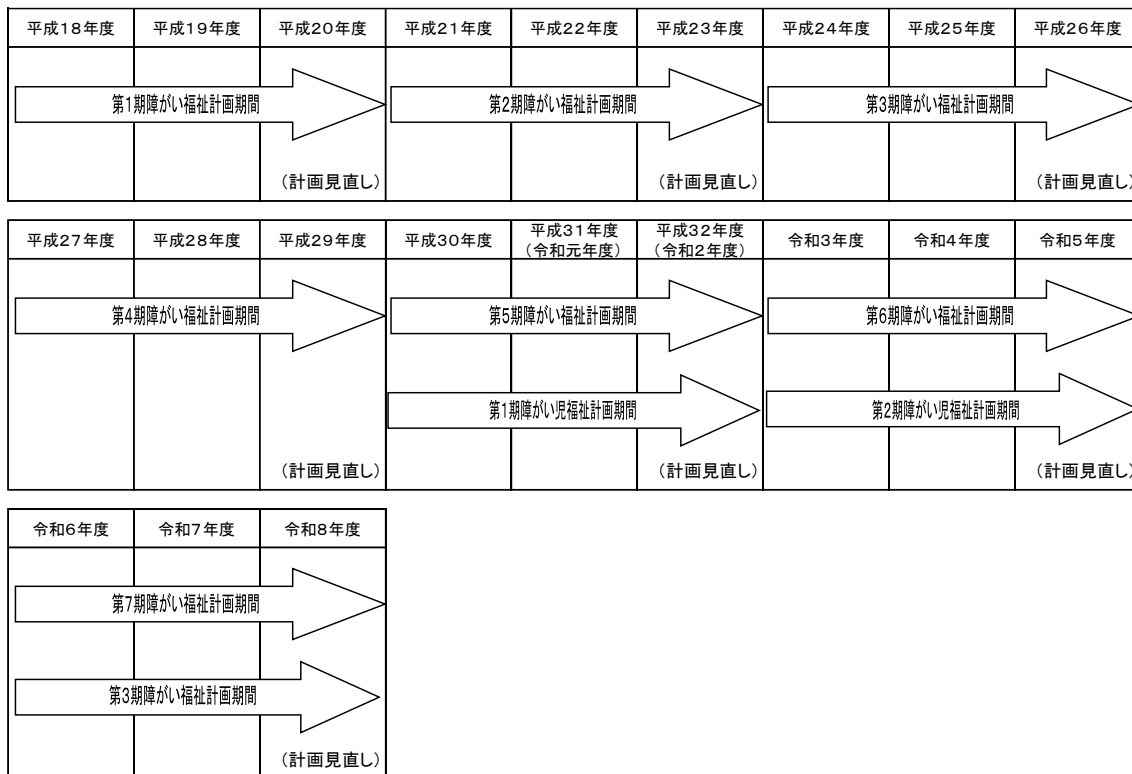 平成18年度 平成19年度 平成20年度 平成21年度 平成22年度 平成23年度 平成24年度 平成25年度 平成26年度
第1期障がい福祉計画期間 第2期障がい福祉計画期間 第3期障がい福祉計画期間
(計画見直し) (計画見直し) (計画見直し)
平成27年度 平成28年度 平成29年度 平成30年度 平成31年度 平成32年度 令和3年度 令和4年度 令和5年度
(令和元年度) (令和2年度)
第4期障がい福祉計画期間 第5期障がい福祉計画期間 第6期障がい福祉計画期間
第1期障がい児福祉計画期間 第2期障がい児福祉計画期間
(計画見直し) (計画見直し) (計画見直し)
令和6年度 令和7年度 令和8年度
第7期障がい福祉計画期間
第3期障がい福祉計画期間
(計画見直し)